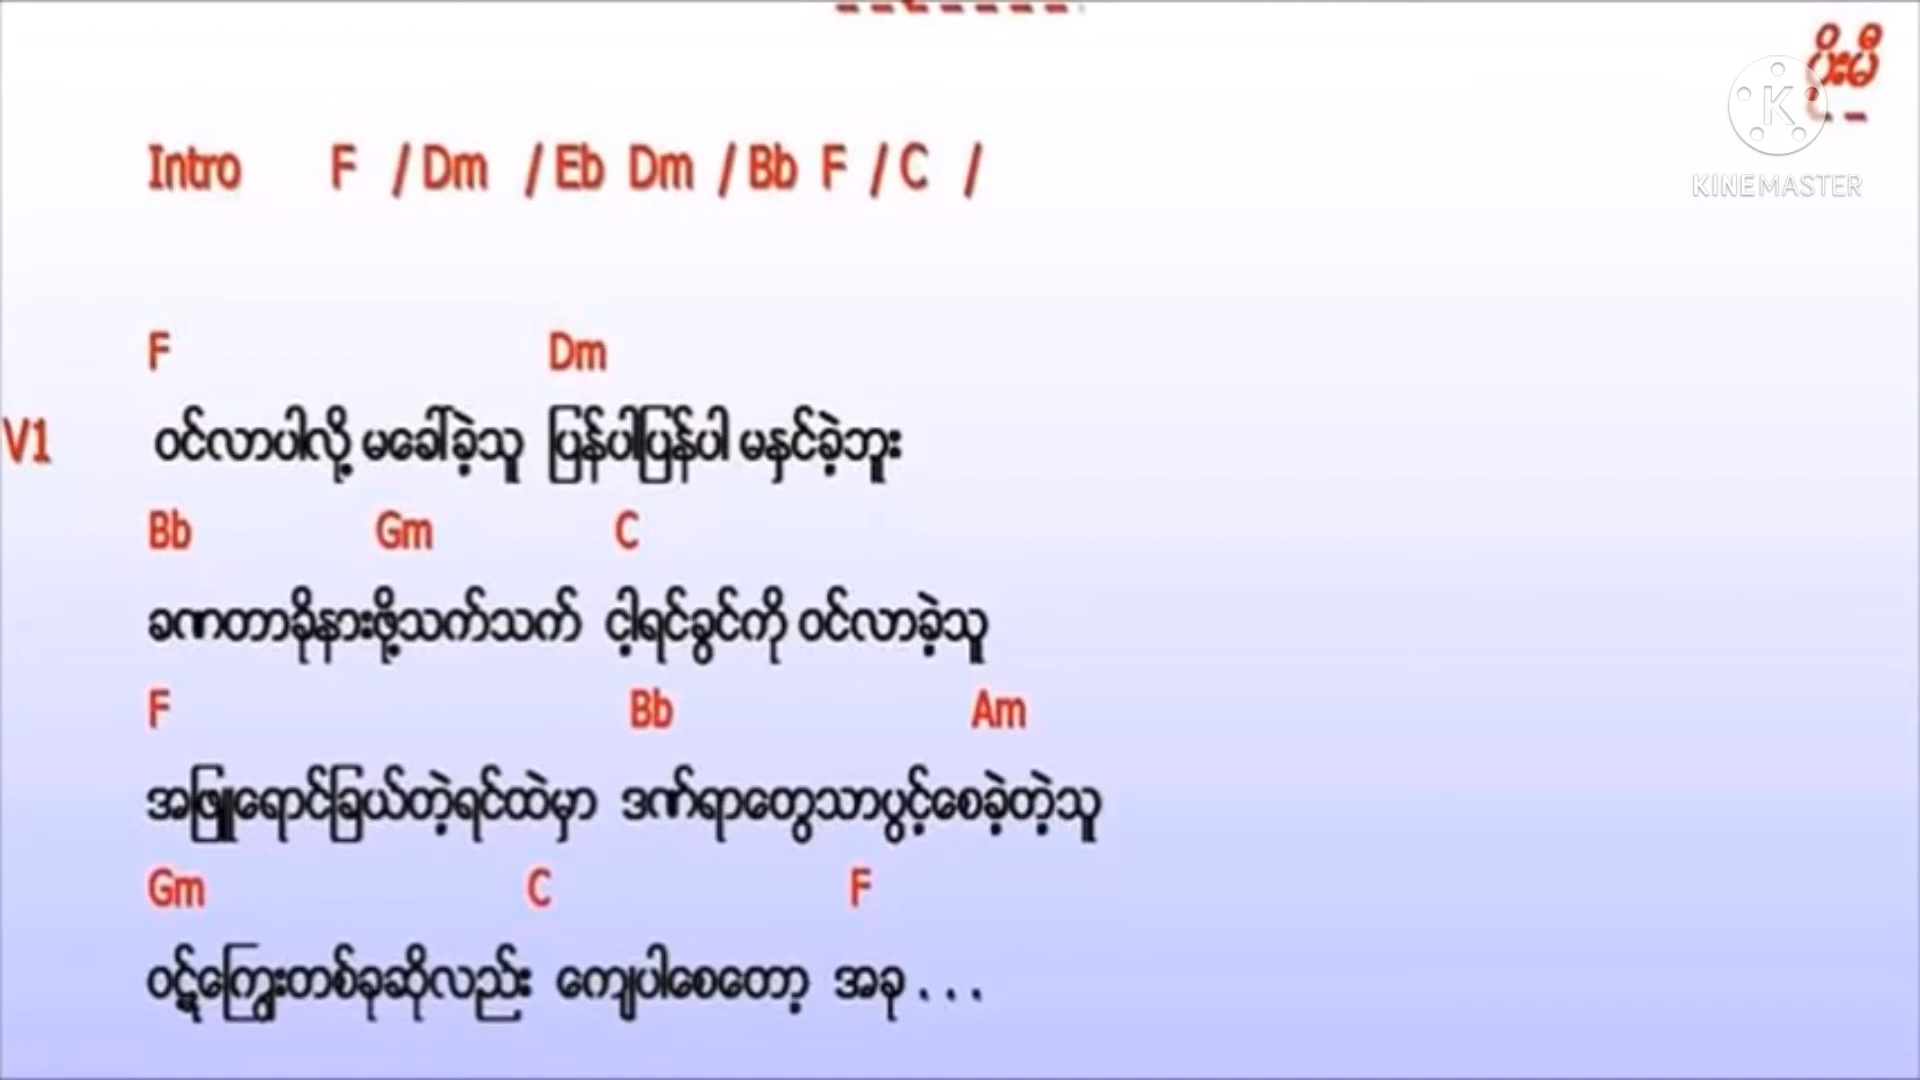 ပိုးမီ
KINEMASTER
Intro F / Dm / Eb Dm / Bb F / C /
F Dm
V1 ဝင်လာပါလို့ မခေါ်ခဲ့သူ ပြန်ပါပြန်ပါ မနှင်ခဲ့ဘူး
Bb Gm C
ခဏတာခိုနားဖို့သက်သက် ငါ့ရင်ခွင်ကို ဝင်လာခဲ့သူ
F Bb Am
အဖြူရောင်ခြယ်တဲ့ရင်ထဲမှာ ဒဏ်ရာတွေသာပွင့်စေခဲ့တဲ့သူ
Gm C F
ဝဋ်ကြွေးတစ်ခုဆိုလည်း ကျေပါစေတော့ အခု . . .